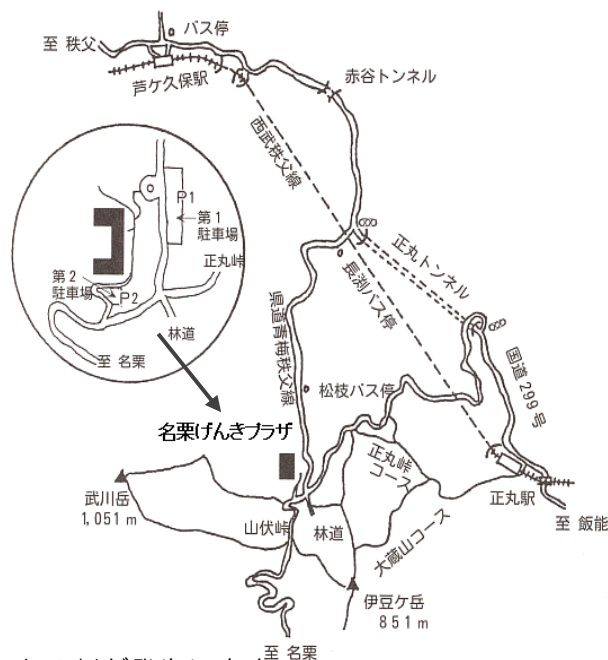 バス停
至 秩父
芦ケ久保駅
赤谷トンネル
西武秩父線
P1
第1
駐車場
正丸峠
第2
駐車場
P2
林道
至 名栗
正丸トンネル
長渕バス停
県道青梅秩父線
国道299号
松枝バス停
名栗げんきプラザ
正丸峠
コース
正丸駅
至 飯能
武川岳
1,051m
山伏峠
林道
大蔵山コース
伊豆ケ岳
851m
至 名栗